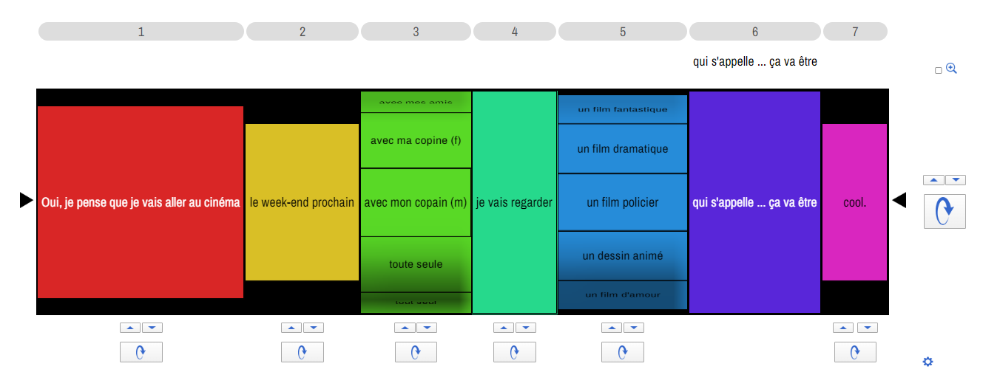 1 2 3 4 5 6 7
qui s'appelle ... ça va être
avec mes amis
un film fantastique
avec ma copine (f)
un film dramatique
Oui, je pense que je vais aller au cinéma le week-end prochain avec mon copain (m) je vais regarder un film policier qui s'appelle ... ça va être cool.
toute seule
un dessin animé
tout seul
un film d'amour